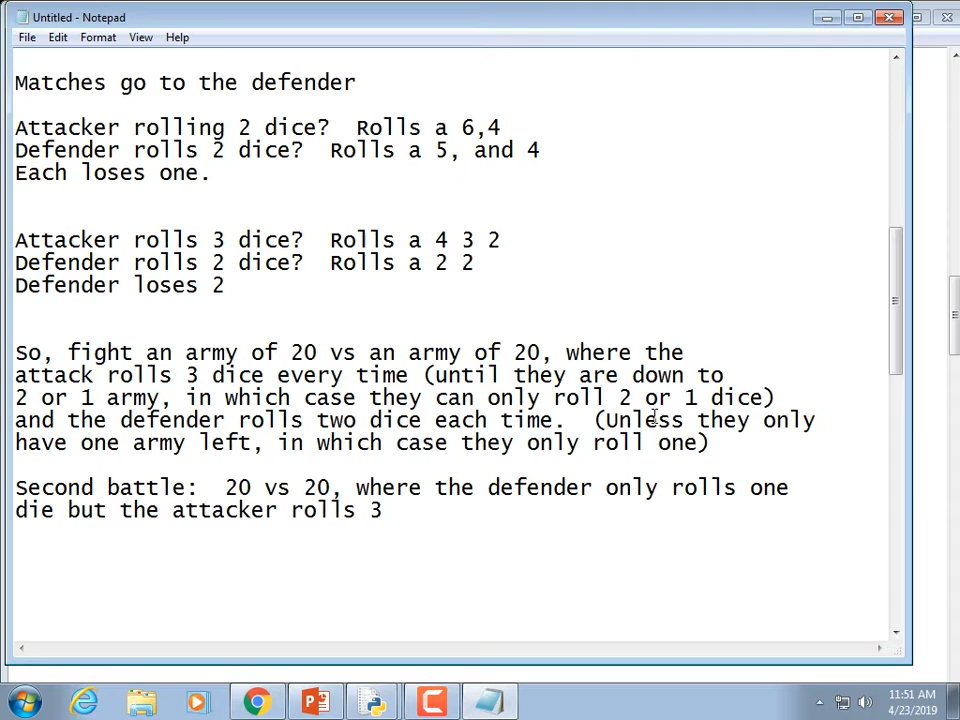 Untitled - Notepad
File Edit Format View Help
Matches go to the defender
Attacker rolling 2 dice?  Rolls a 6,4
Defender rolls 2 dice?  Rolls a 5, and 4
Each loses one.
Attacker rolls 3 dice?  Rolls a 4 3 2
Defender rolls 2 dice?  Rolls a 2 2
Defender loses 2
So, fight an army of 20 vs an army of 20, where the
attack rolls 3 dice every time (until they are down to
2 or 1 army, in which case they can only roll 2 or 1 dice)
and the defender rolls two dice each time.  (Unless they only
have one army left, in which case they only roll one)
Second battle:  20 vs 20, where the defender only rolls one
die but the attacker rolls 3
11:51 AM
4/23/2019